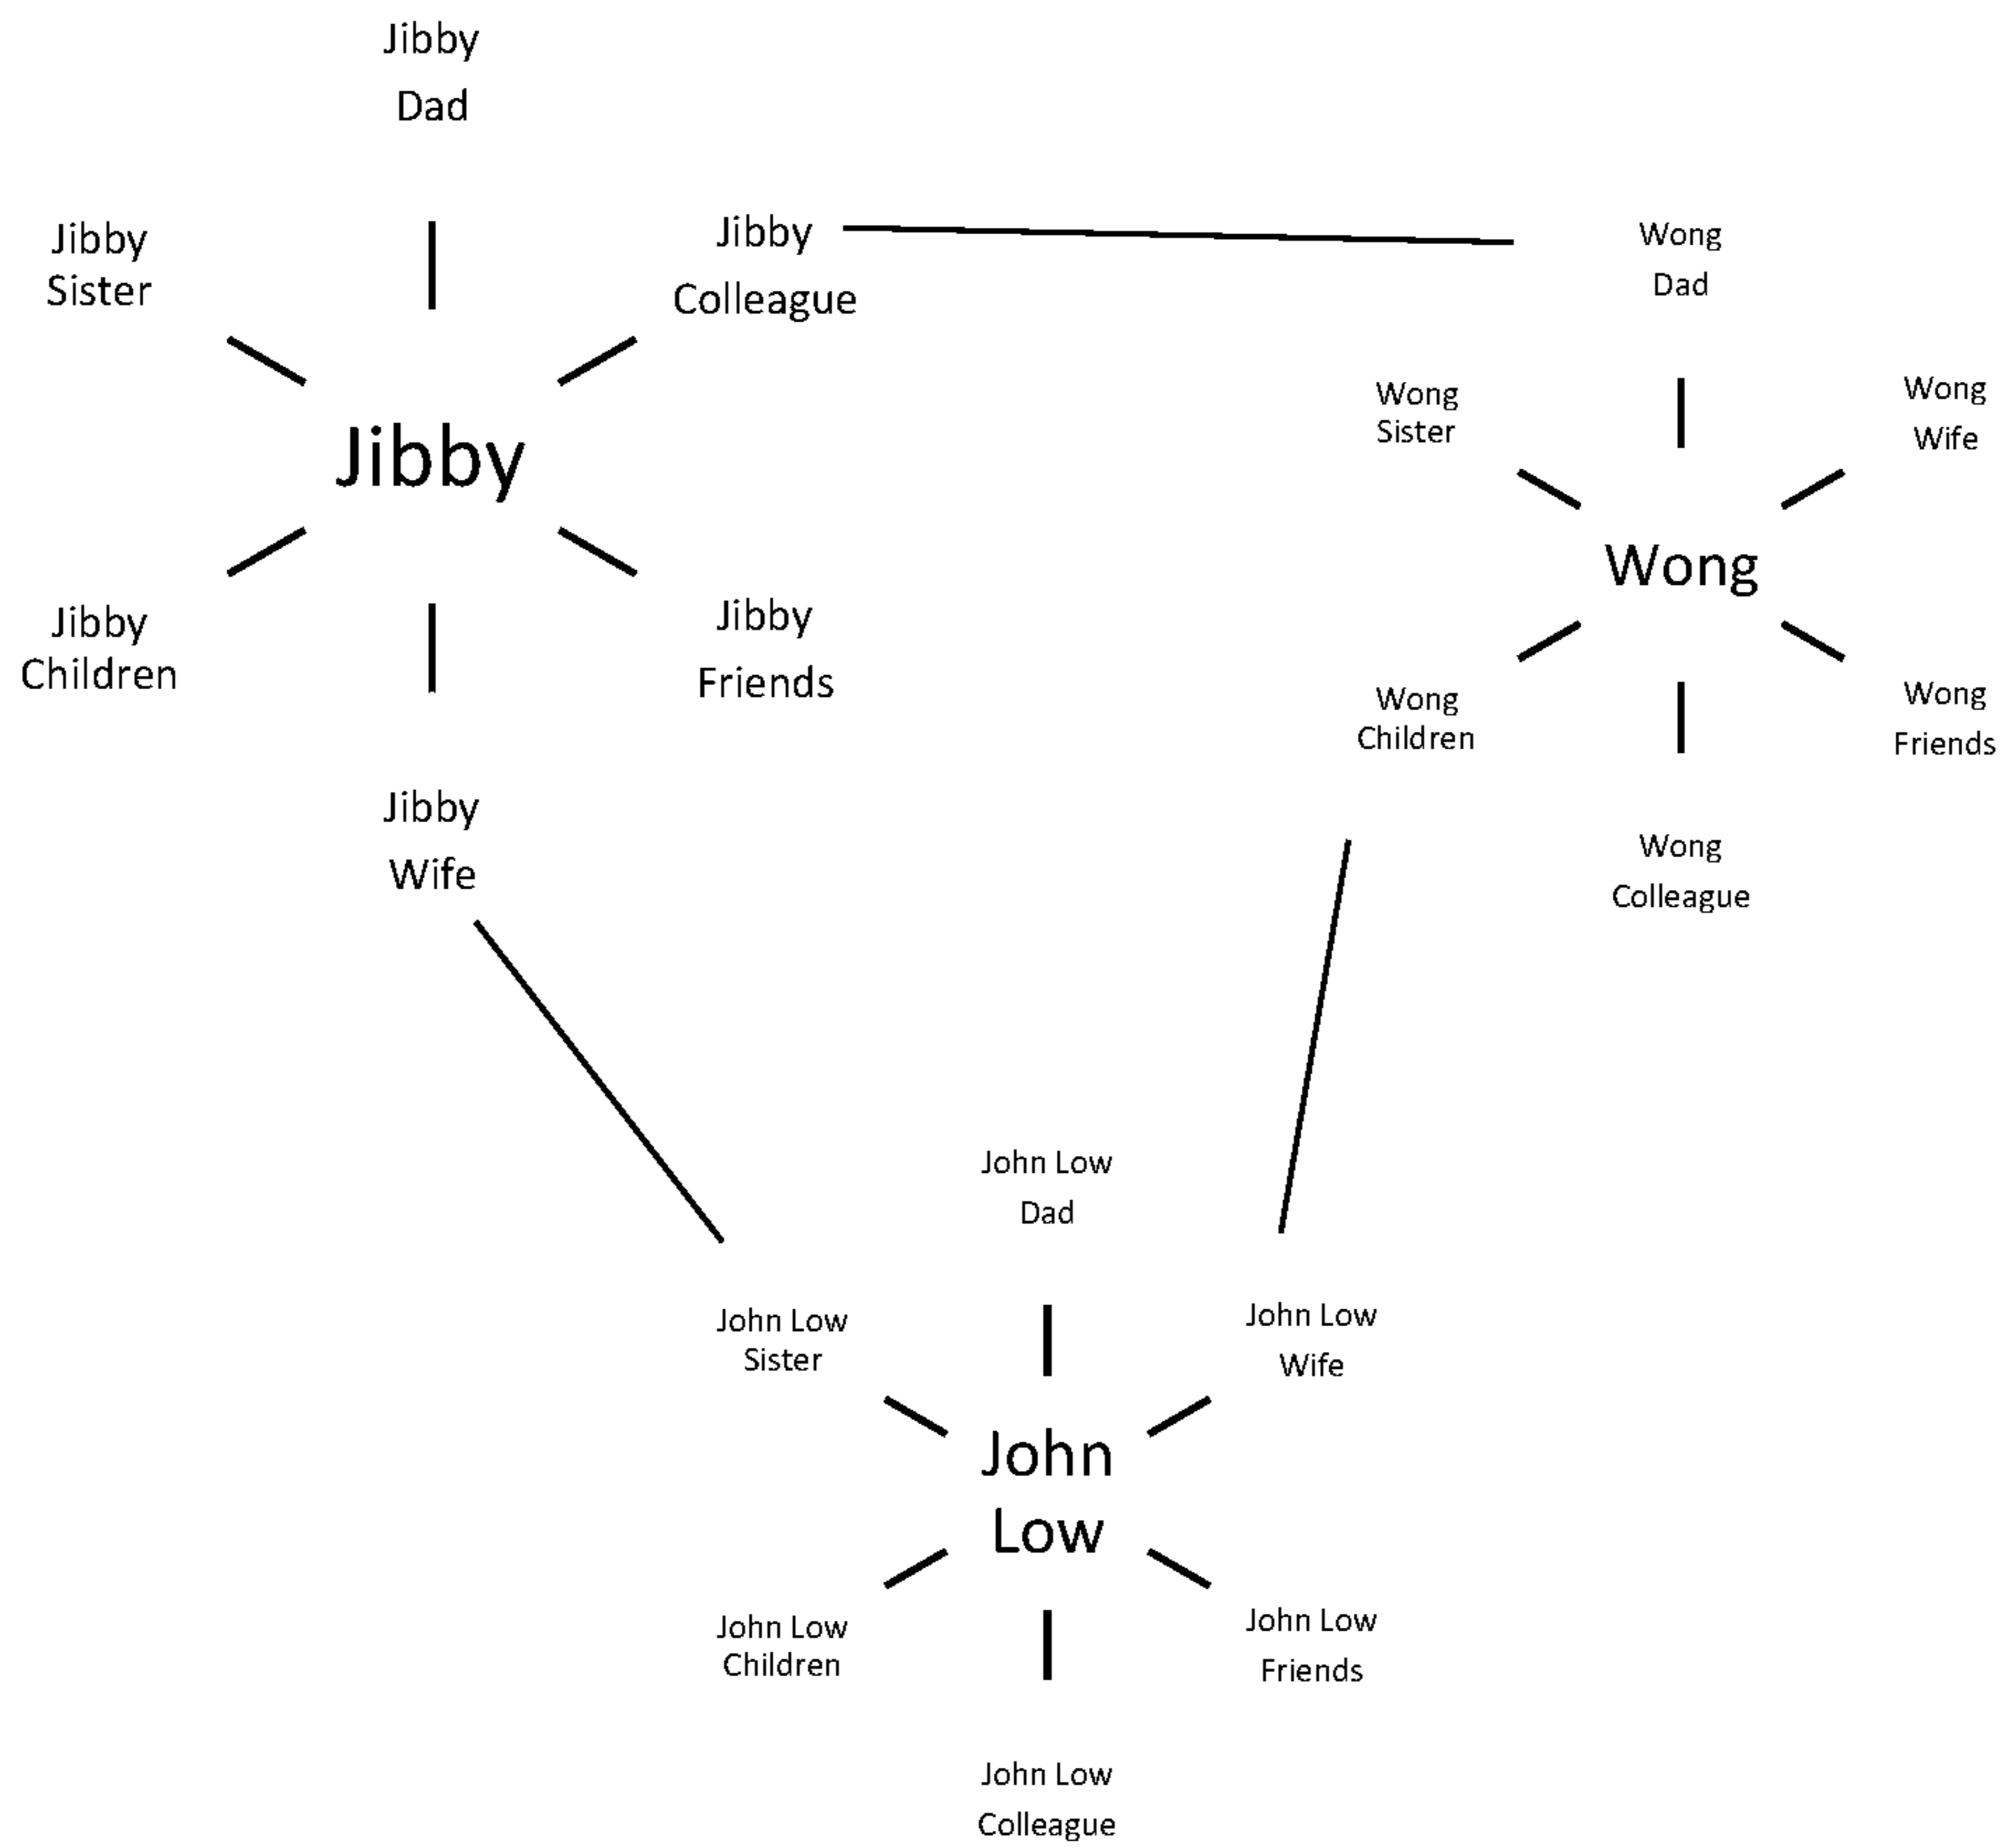 Jibby
Dad
Jibby
Sister
Jibby
Colleague
Jibby
Jibby
Children
Jibby
Friends
Jibby
Wife
Wong
Dad
Wong
Sister
Wong
Wife
Wong
Wong
Children
Wong
Friends
Wong
Colleague
John Low
Dad
John Low
Sister
John Low
Wife
John
Low
John Low
Children
John Low
Friends
John Low
Colleague